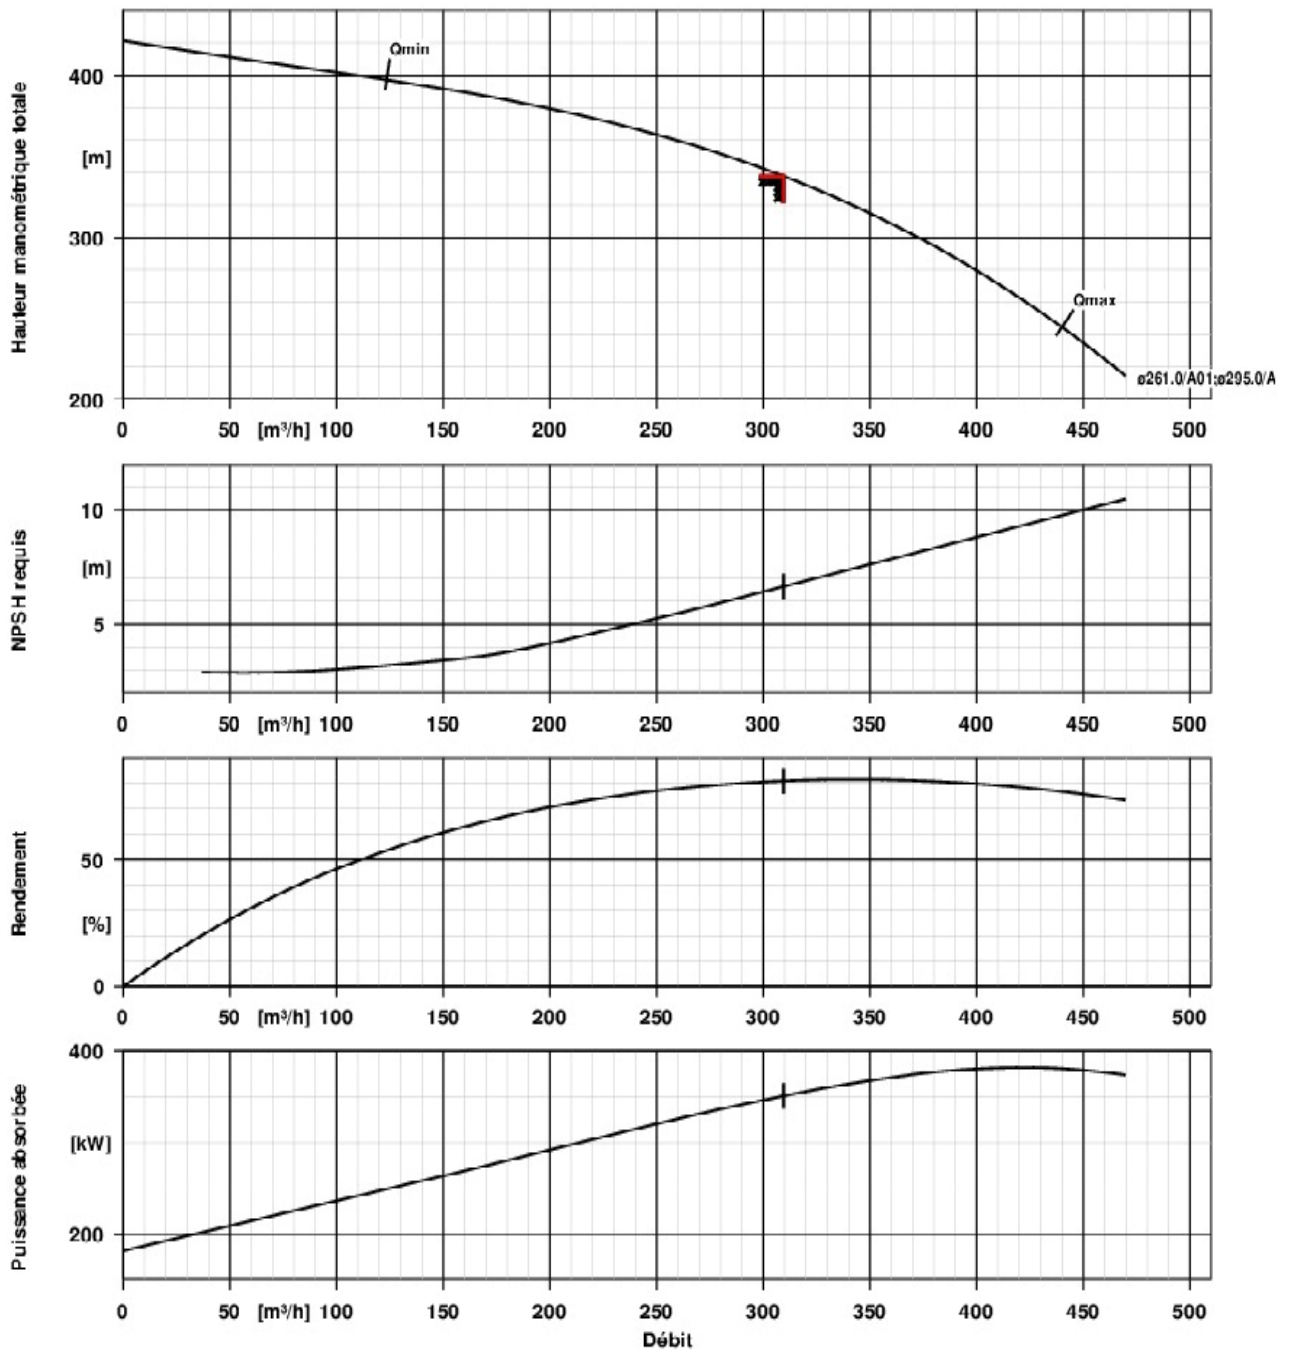 Hauteur manométrique totale
[m]
400
300
200
Qmin
Qmax
ø261.0/A01;ø295.0/A
0 50 [m³/h] 100 150 200 250 300 350 400 450 500
NPSH requis
[m]
10
5
0 50 [m³/h] 100 150 200 250 300 350 400 450 500
Rendement
[%]
50
0
0 50 [m³/h] 100 150 200 250 300 350 400 450 500
Puissance absorbée
[kW]
400
200
0 50 [m³/h] 100 150 200 250 300 350 400 450 500
Débit